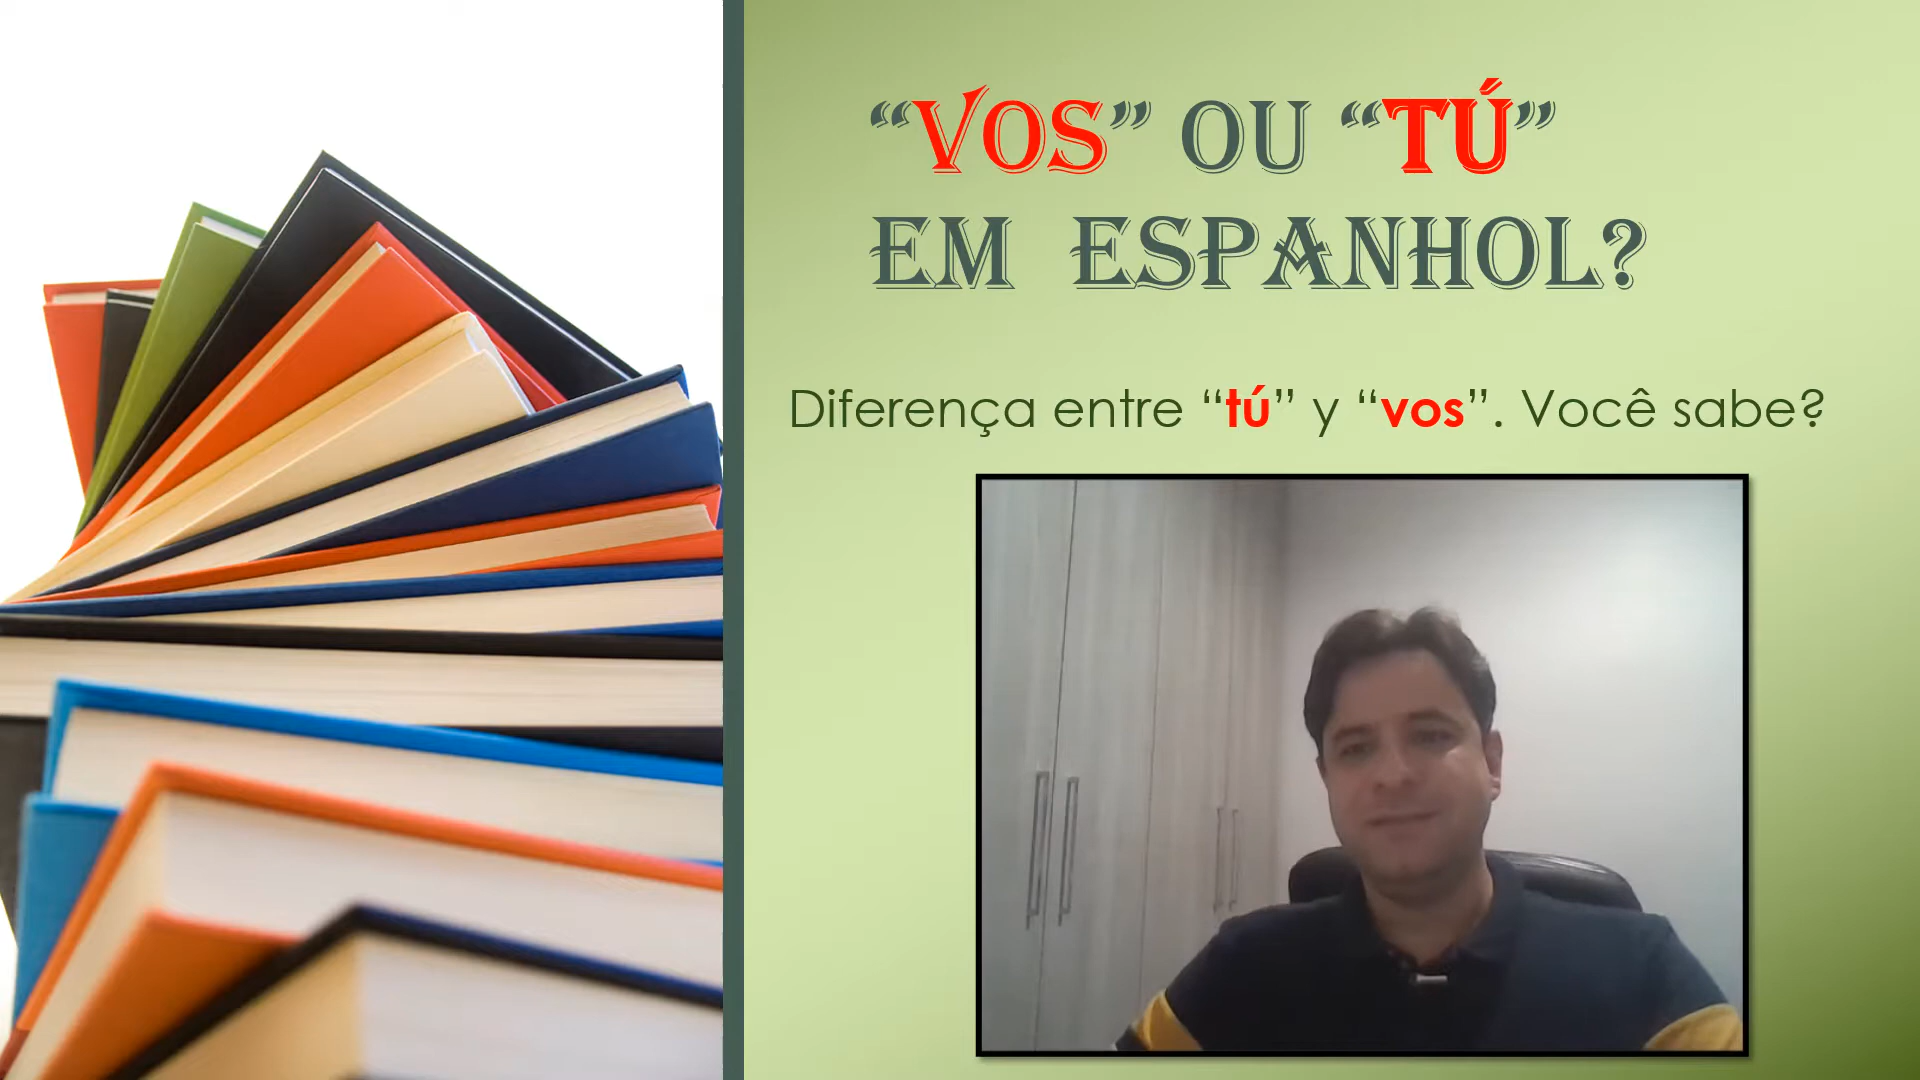 “VOS” OU “TÚ”
EM ESPANHOL?
Diferença entre “tú” y “vos”. Você sabe?